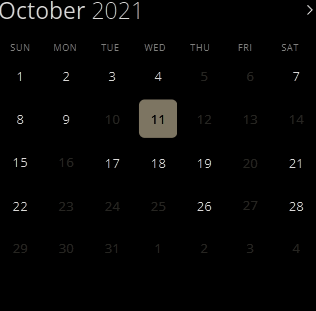 October 2021
SUN MON TUE WED THU FRI SAT
1 2 3 4 5 6 7
8 9 10 11 12 13 14
15 16 17 18 19 20 21
22 23 24 25 26 27 28
29 30 31 1 2 3 4